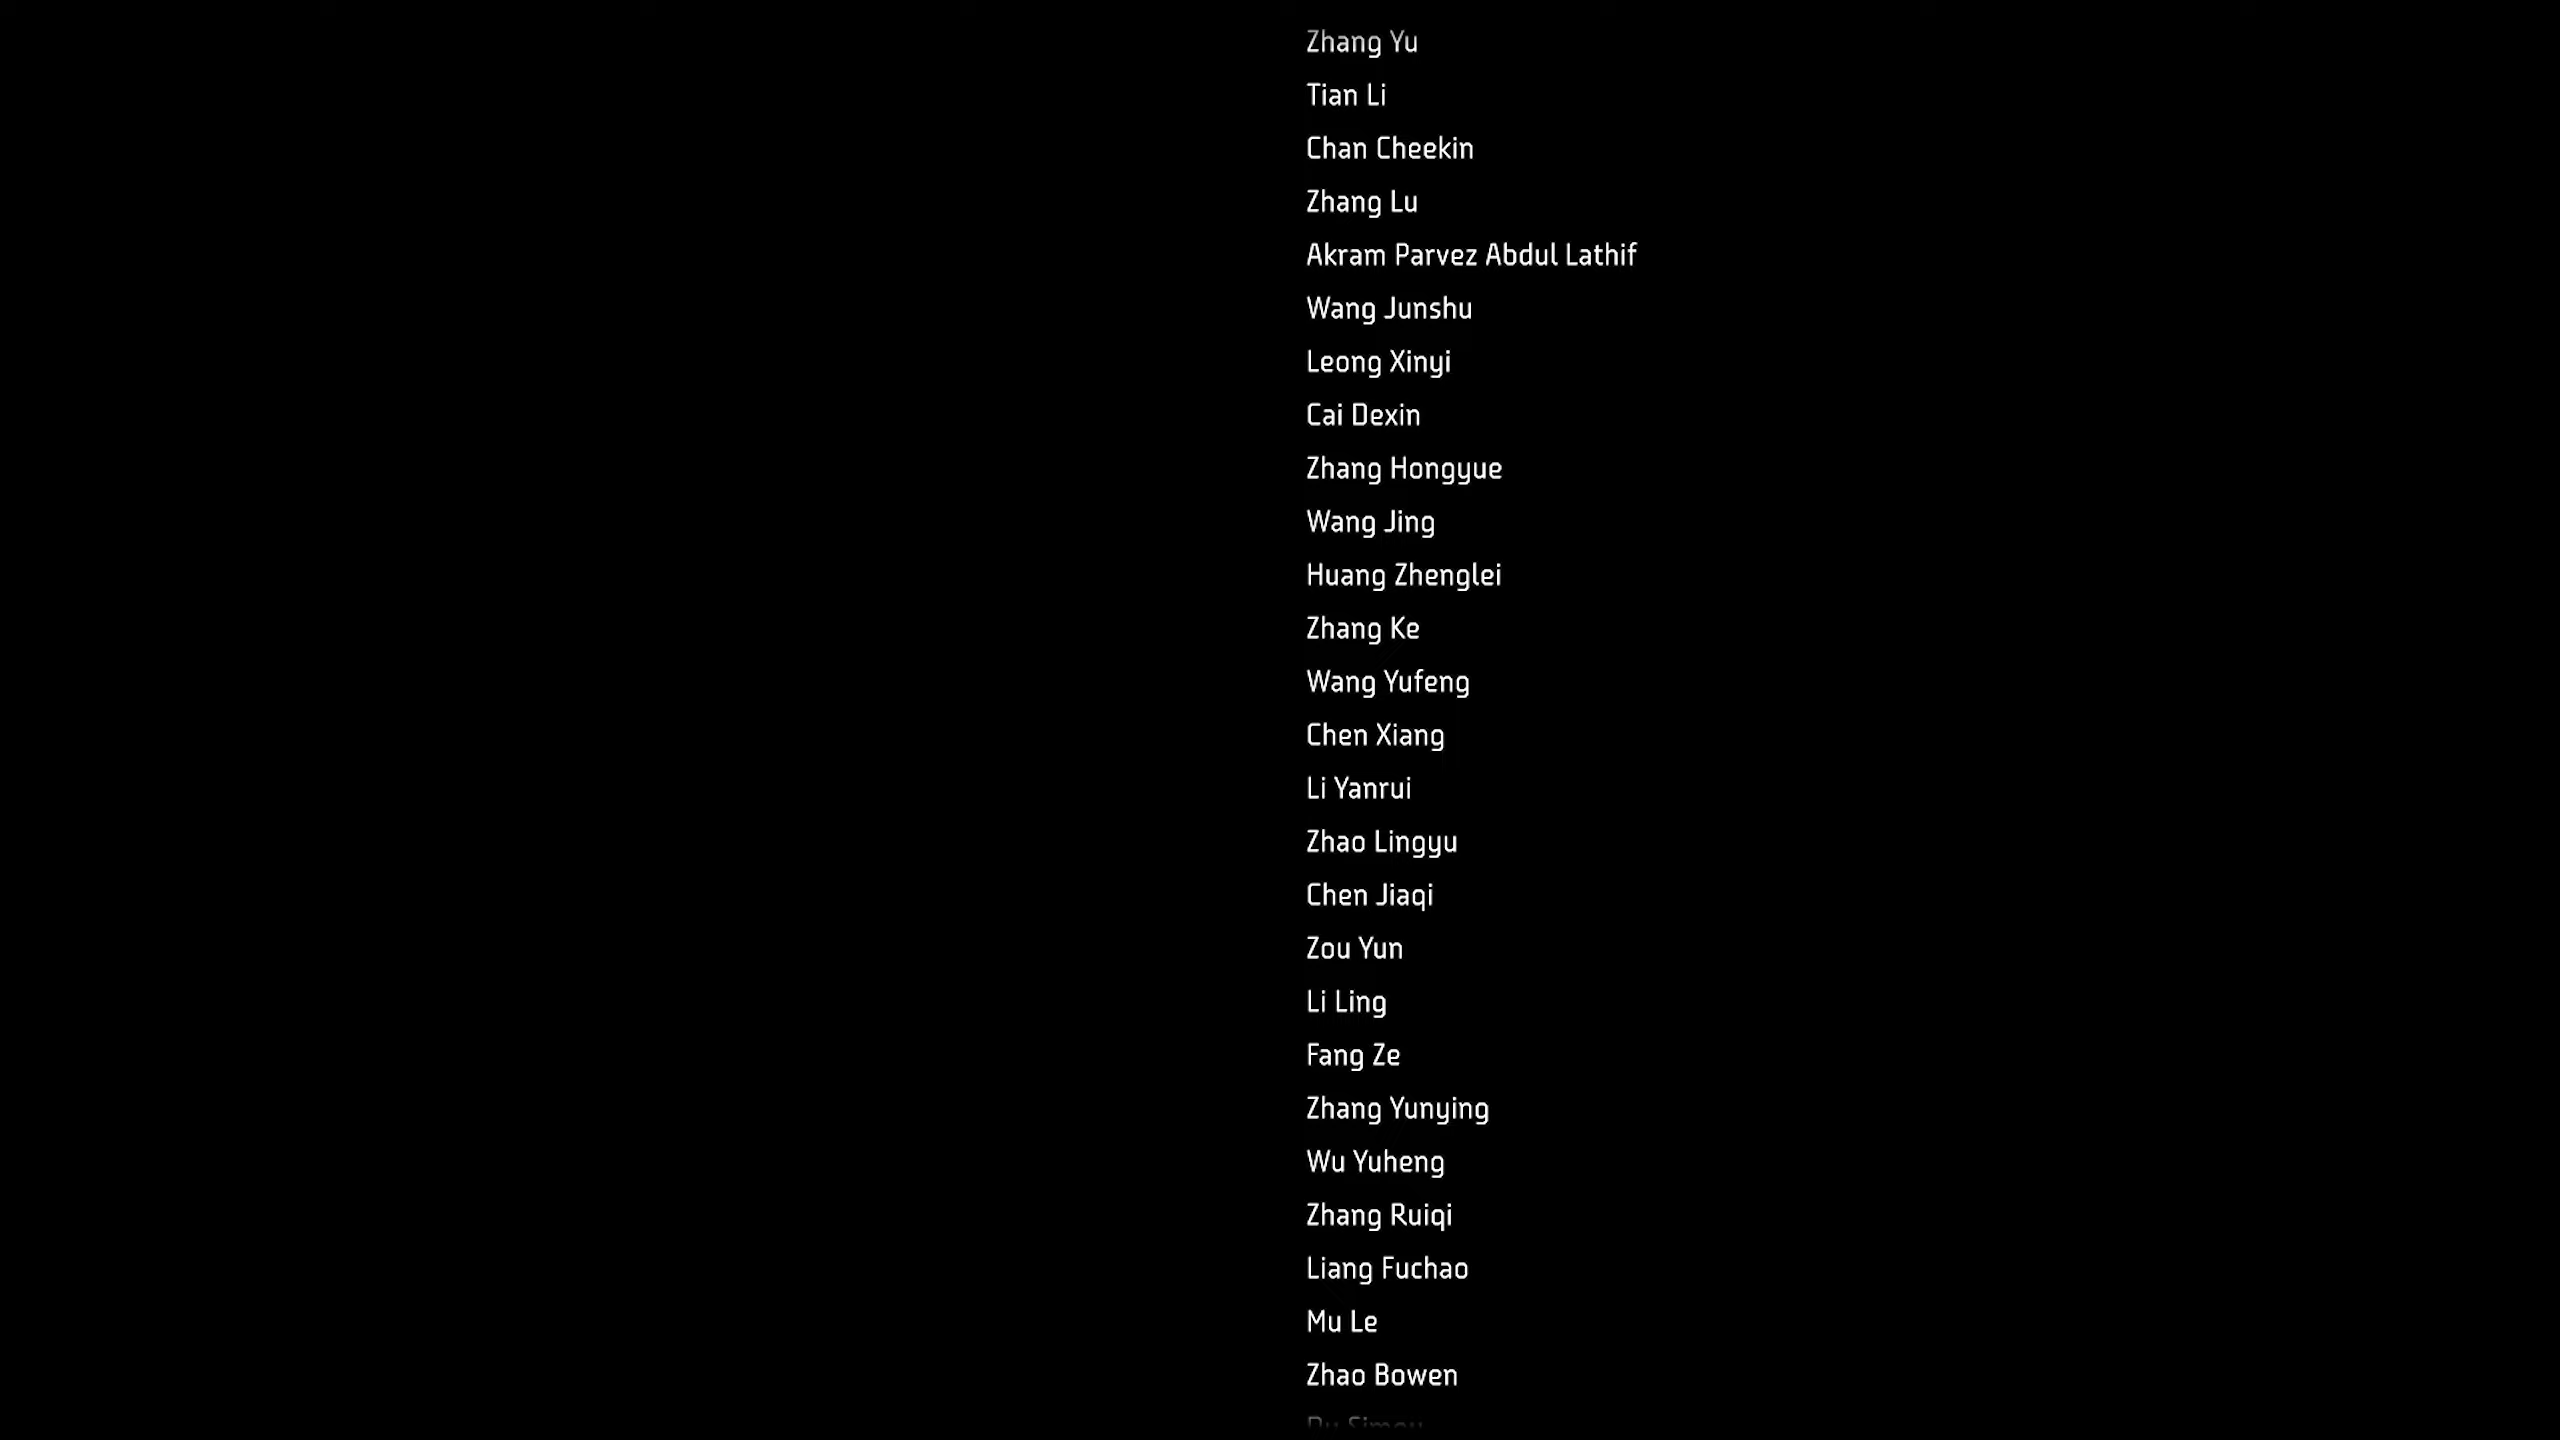 Zhang Yu
Tian Li
Chan Cheekin
Zhang Lu
Akram Parvez Abdul Lathif
Wang Junshu
Leong Xinyi
Cai Dexin
Zhang Hongyue
Wang Jing
Huang Zhenglei
Zhang Ke
Wang Yufeng
Chen Xiang
Li Yanrui
Zhao Lingyu
Chen Jiaqi
Zou Yun
Li Ling
Fang Ze
Zhang Yunying
Wu Yuheng
Zhang Ruiqi
Liang Fuchao
Mu Le
Zhao Bowen